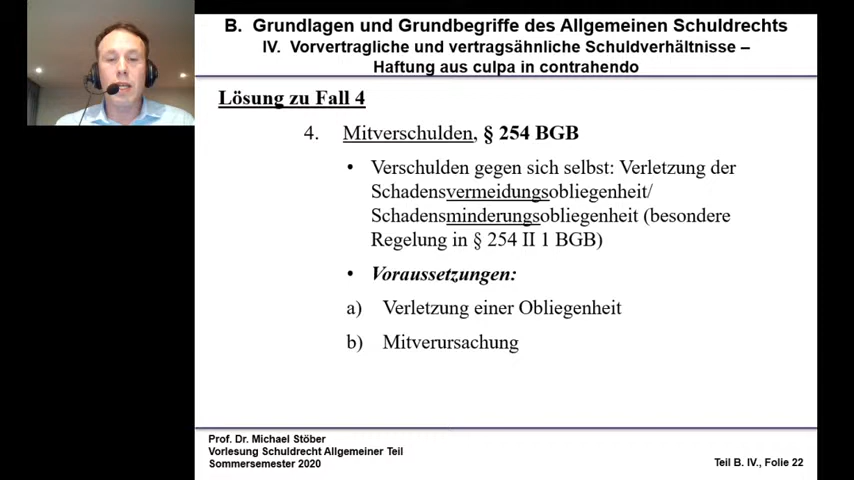 B. Grundlagen und Grundbegriffe des Allgemeinen Schuldrechts
IV. Vorvertragliche und vertragsähnliche Schuldverhältnisse –
Haftung aus culpa in contrahendo
Lösung zu Fall 4
4. Mitverschulden, § 254 BGB
• Verschulden gegen sich selbst: Verletzung der
Schadensvermeidungsobliegenheit/
Schadensminderungsobliegenheit (besondere
Regelung in § 254 II 1 BGB)
• Voraussetzungen:
a) Verletzung einer Obliegenheit
b) Mitverursachung
Prof. Dr. Michael Stöber
Vorlesung Schuldrecht Allgemeiner Teil
Sommersemester 2020
Teil B. IV., Folie 22